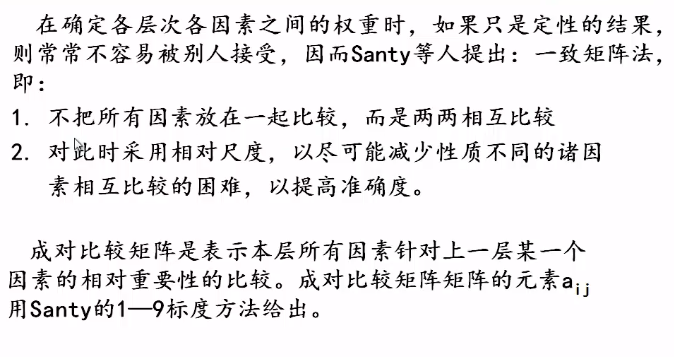 在确定各层次各因素之间的权重时，如果只是定性的结果，
则常常不容易被别人接受，因而Santy等人提出：一致矩阵法，
即：
1. 不把所有因素放在一起比较，而是两两相互比较
2. 对此时采用相对尺度，以尽可能减少性质不同的诸因
素相互比较的困难，以提高准确度。
成对比较矩阵是表示本层所有因素针对上一层某一个
因素的相对重要性的比较。成对比较矩阵矩阵的元素aij
用Santy的1—9标度方法给出。